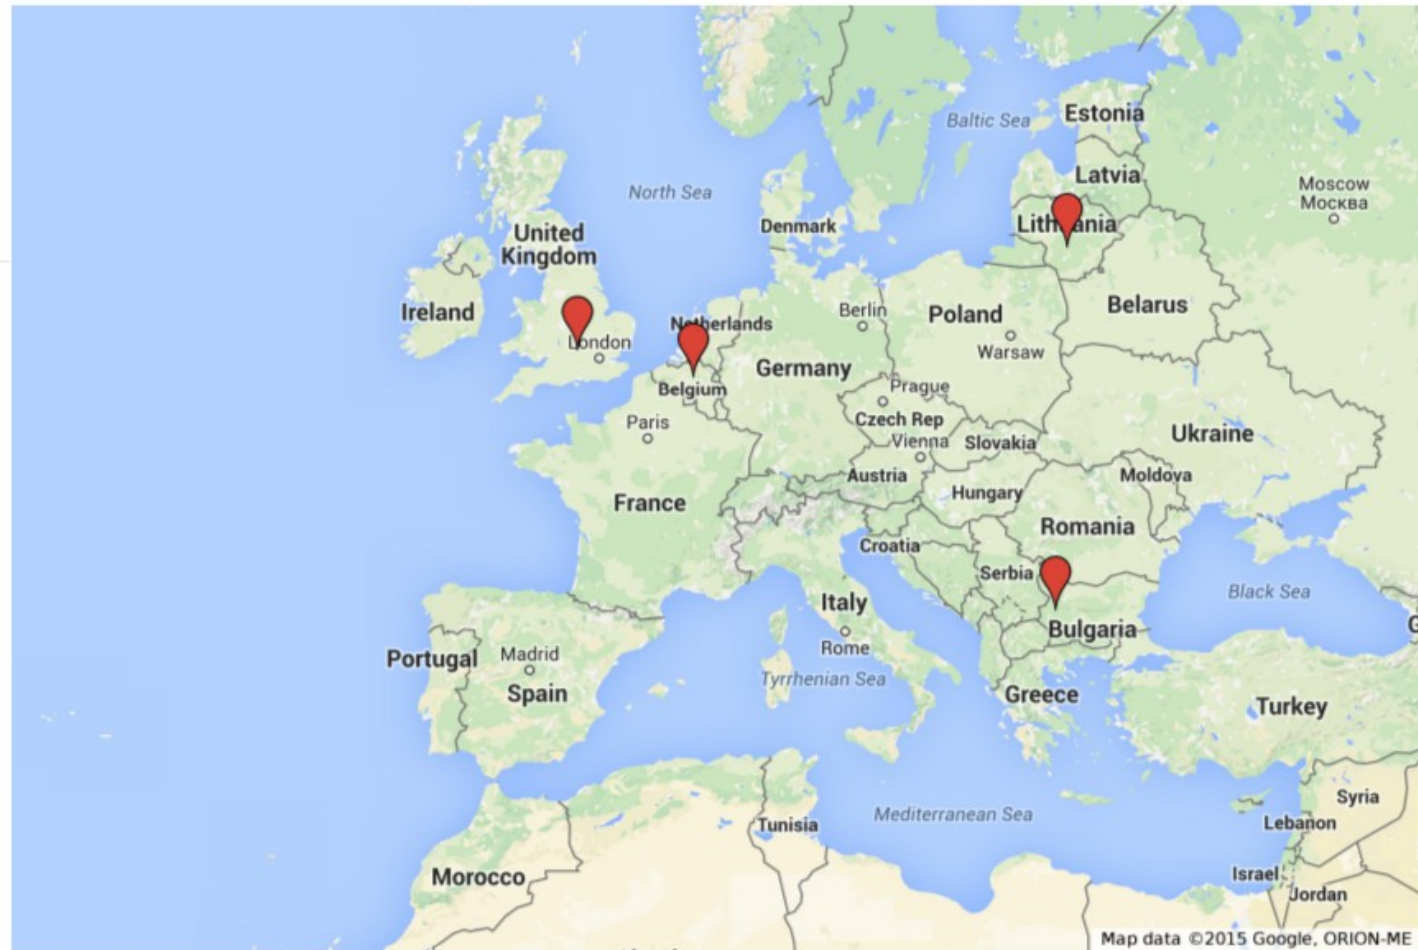 Estonia
Baltic Sea
Latvia
Moscow
Москва
North Sea
Denmark
Lithuania
United
Kingdom
Ireland
Netherlands
Berlin
Poland
Belarus
London
Warsaw
Germany
Belgium
Prague
Czech Rep
Paris
Vienna
Slovakia
Ukraine
Austria
Moldova
Hungary
France
Romania
Croatia
Serbia
Black Sea
Italy
Rome
Bulgaria
G
Portugal
Madrid
Spain
Tyrrhenian Sea
Greece
Turkey
Syria
Mediterranean Sea
Tunisia
Lebanon
Morocco
Israel
Jordan
Map data ©2015 Google, ORION-ME